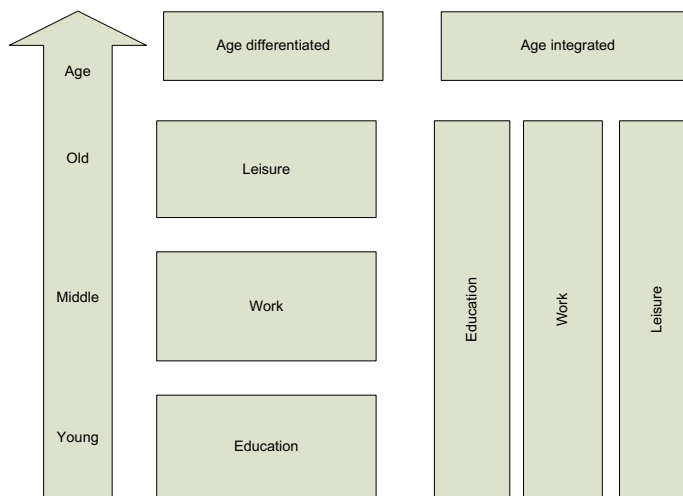 Age differentiated
Age integrated
Age
Old
Leisure
Middle
Work
Education
Work
Leisure
Young
Education